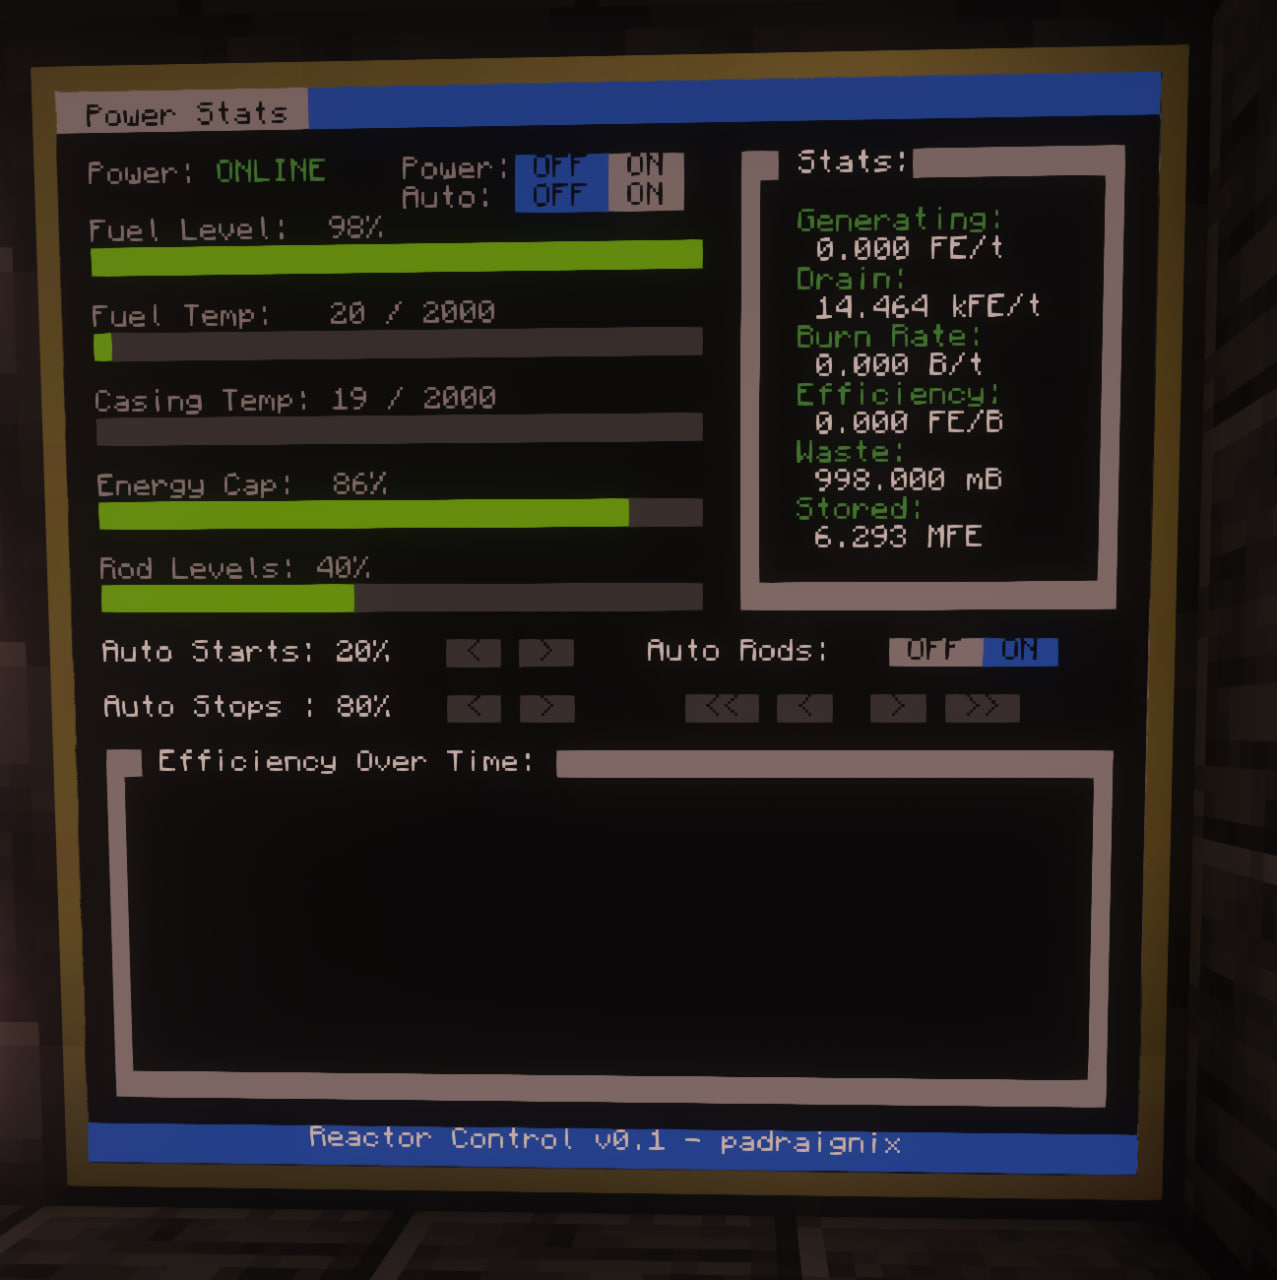 Power Stats
Power: ONLINE
Power: OFF ON
Auto: OFF ON
Fuel Level: 98%
Fuel Temp: 20 / 2000
Casing Temp: 19 / 2000
Energy Cap: 86%
Rod Levels: 40%
Stats:
Generating:
0.000 FE/t
Drain:
14.464 kFE/t
Burn Rate:
0.000 B/t
Efficiency:
0.000 FE/B
Waste:
998.000 mB
Stored:
6.293 MFE
Auto Starts: 20% < >
Auto Rods: OFF ON
Auto Stops : 80% < >
<< < > >>
Efficiency Over Time:
Reactor Control v0.1 - padraignix